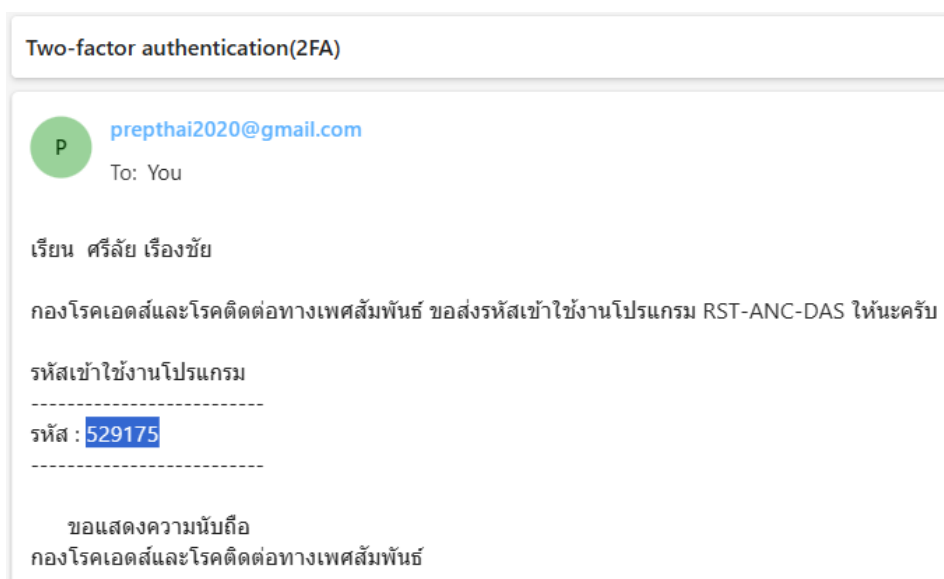 Two-factor authentication(2FA)
P
prepthai2020@gmail.com
To: You
เรียน ศรีลัย เรืองชัย
กองโรคเอดส์และโรคติดต่อทางเพศสัมพันธ์ ขอส่งรหัสเข้าใช้งานโปรแกรม RST-ANC-DAS ให้นะครับ
รหัสเข้าใช้งานโปรแกรม
--------------------------
รหัส : 529175
--------------------------
ขอแสดงความนับถือ
กองโรคเอดส์และโรคติดต่อทางเพศสัมพันธ์